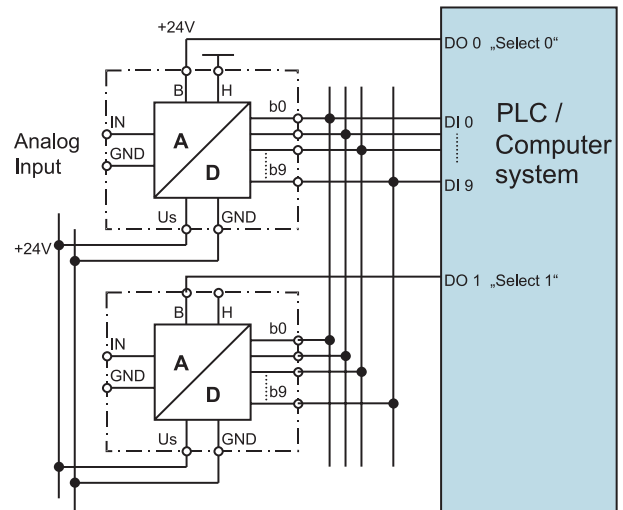 +24V
DO 0 „Select 0“
B
H
b0
IN
DI 0
PLC /
Computer
system
Analog
Input
A
GND
D
b9
DI 9
Us
GND
+24V
DO 1 „Select 1“
B
H
b0
IN
A
GND
D
b9
Us
GND